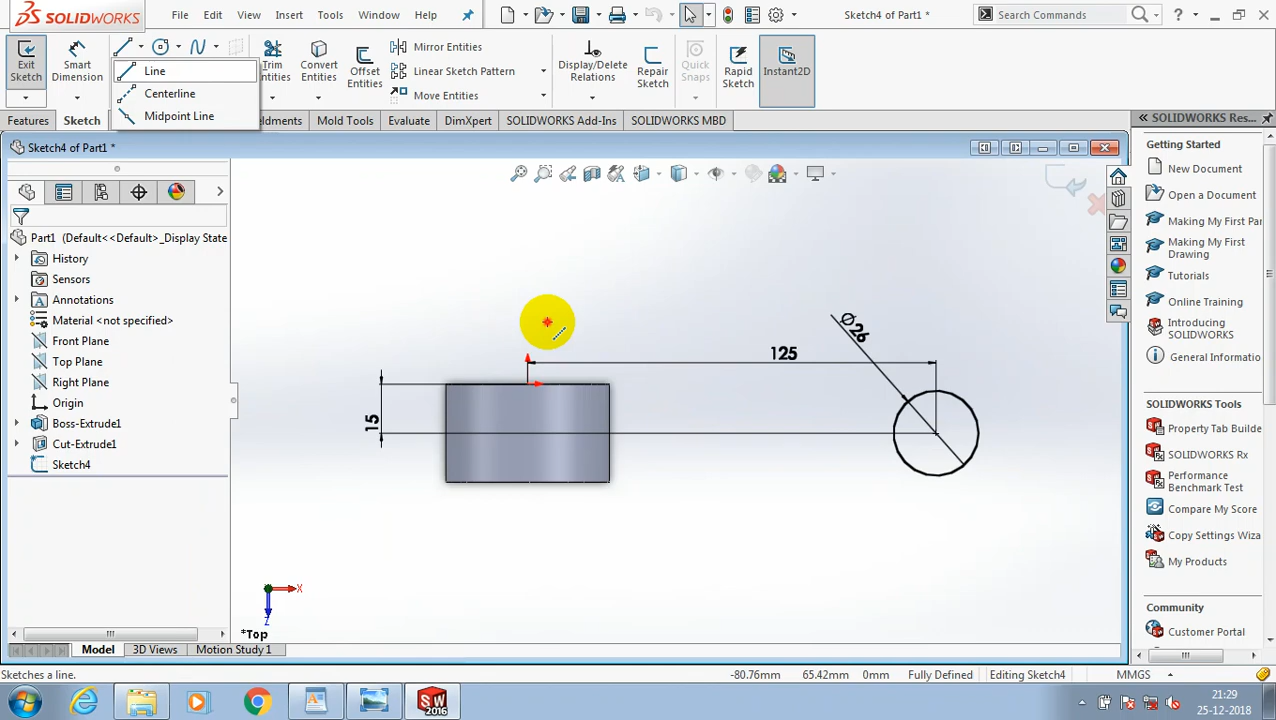 SOLIDWORKS File Edit View Insert Tools Window Help Sketch4 of Part1 * Search Commands ?
Exit Sketch Smart Dimension Trim Entities Convert Entities Offset Entities Mirror Entities Linear Sketch Pattern Move Entities Display/Delete Relations Repair Sketch Quick Snaps Rapid Sketch Instant2D
Line
Centerline
Midpoint Line
Features Sketch eldments Mold Tools Evaluate DimXpert SOLIDWORKS Add-Ins SOLIDWORKS MBD
Sketch4 of Part1 *
Part1 (Default<<Default>_Display State
History
Sensors
Annotations
Material <not specified>
Front Plane
Top Plane
Right Plane
Origin
Boss-Extrude1
Cut-Extrude1
Sketch4
Ø26
125
15
X
Z
*Top
SOLIDWORKS Res...
Getting Started
New Document
Open a Document
Making My First Par
Making My First Drawing
Tutorials
Online Training
Introducing SOLIDWORKS
General Informatio
SOLIDWORKS Tools
Property Tab Builde
SOLIDWORKS Rx
Performance Benchmark Test
Compare My Score
Copy Settings Wiza
My Products
Community
Customer Portal
Model 3D Views Motion Study 1
Sketches a line. -80.76mm 65.42mm 0mm Fully Defined Editing Sketch4 MMGS
SW 2016
21:29
25-12-2018